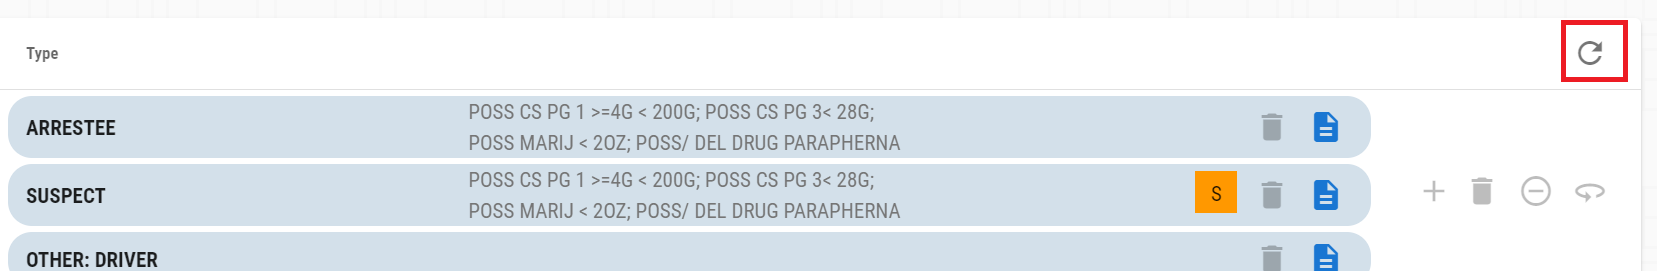 Type
ARRESTEE
POSS CS PG 1 >=4G < 200G; POSS CS PG 3< 28G;
POSS MARIJ < 2OZ; POSS/ DEL DRUG PARAPHERNA
SUSPECT
POSS CS PG 1 >=4G < 200G; POSS CS PG 3< 28G;
POSS MARIJ < 2OZ; POSS/ DEL DRUG PARAPHERNA
S
OTHER: DRIVER